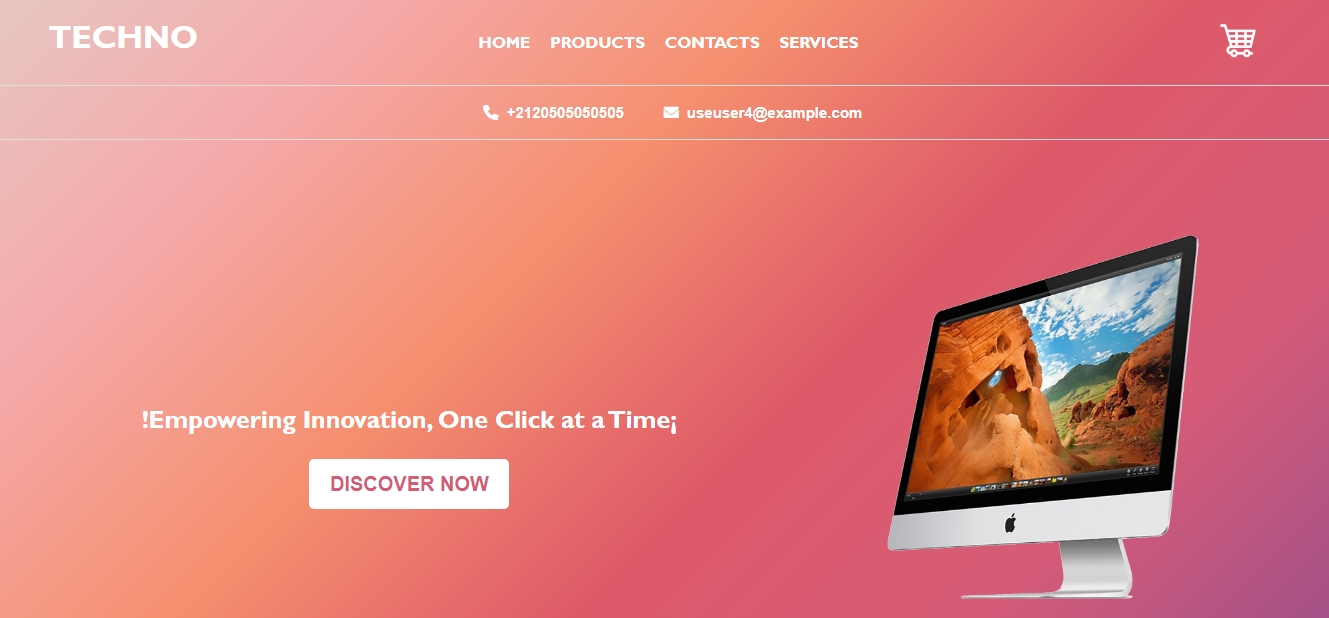 TECHNO
HOME PRODUCTS CONTACTS SERVICES
+2120505050505 useuser4@example.com
!Empowering Innovation, One Click at a Time¡
DISCOVER NOW